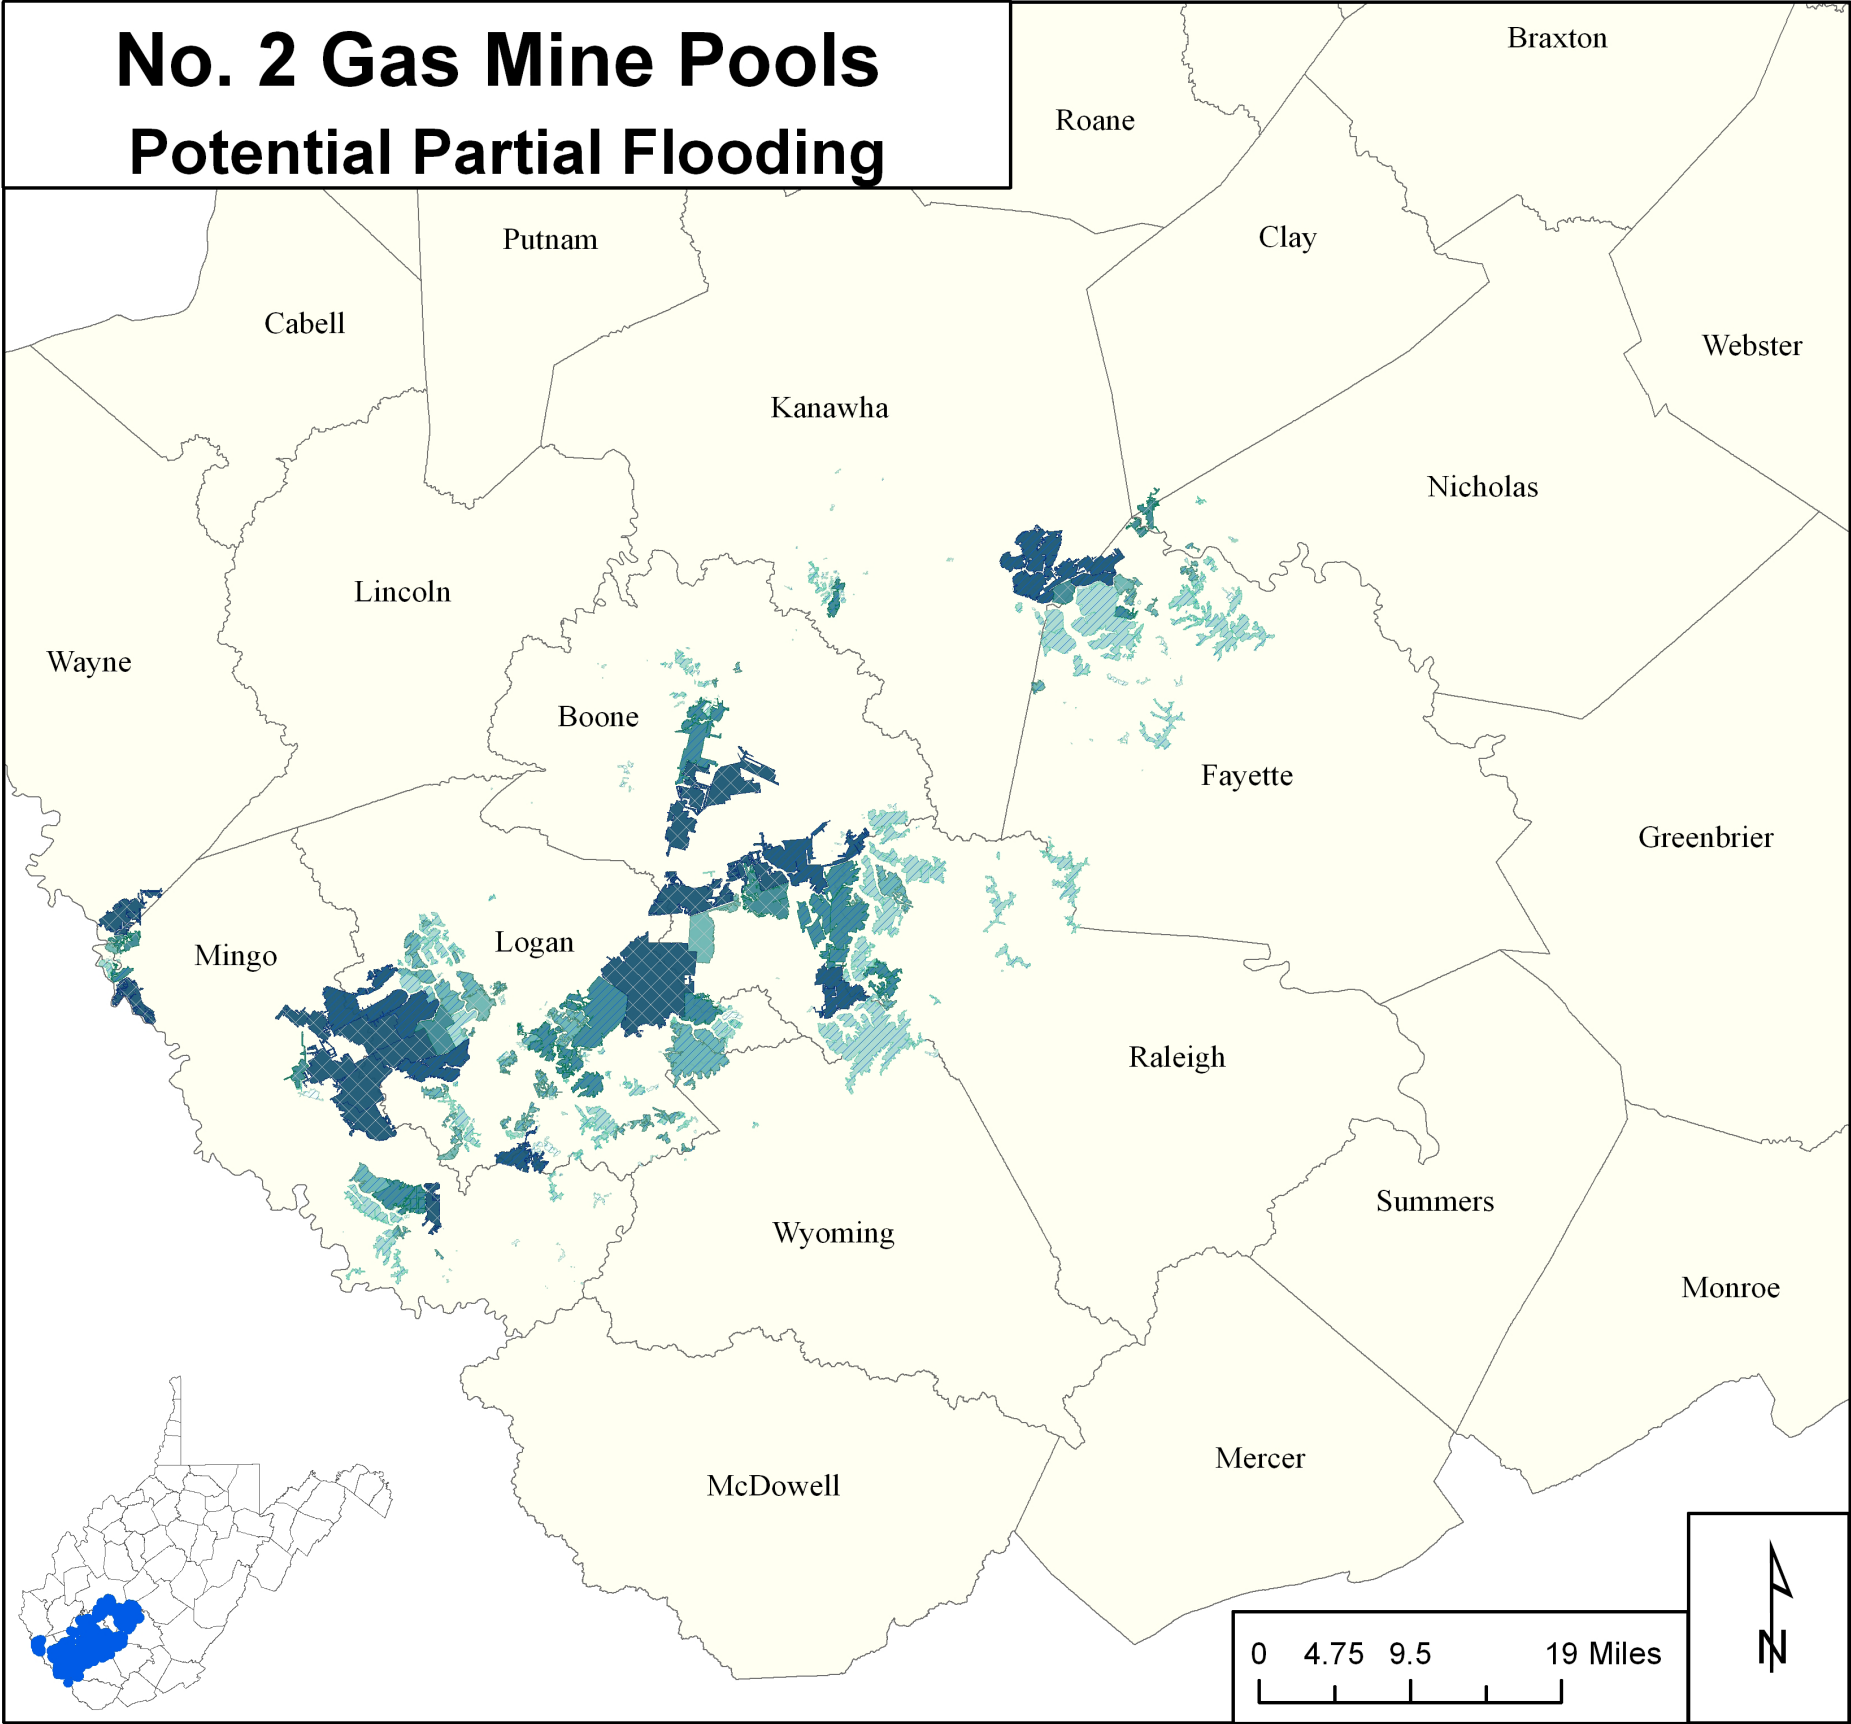 No. 2 Gas Mine Pools
Potential Partial Flooding
Braxton
Roane
Clay
Putnam
Cabell
Webster
Kanawha
Nicholas
Lincoln
Wayne
Boone
Fayette
Greenbrier
Logan
Mingo
Raleigh
Summers
Wyoming
Monroe
Mercer
McDowell
0 4.75 9.5 19 Miles
N